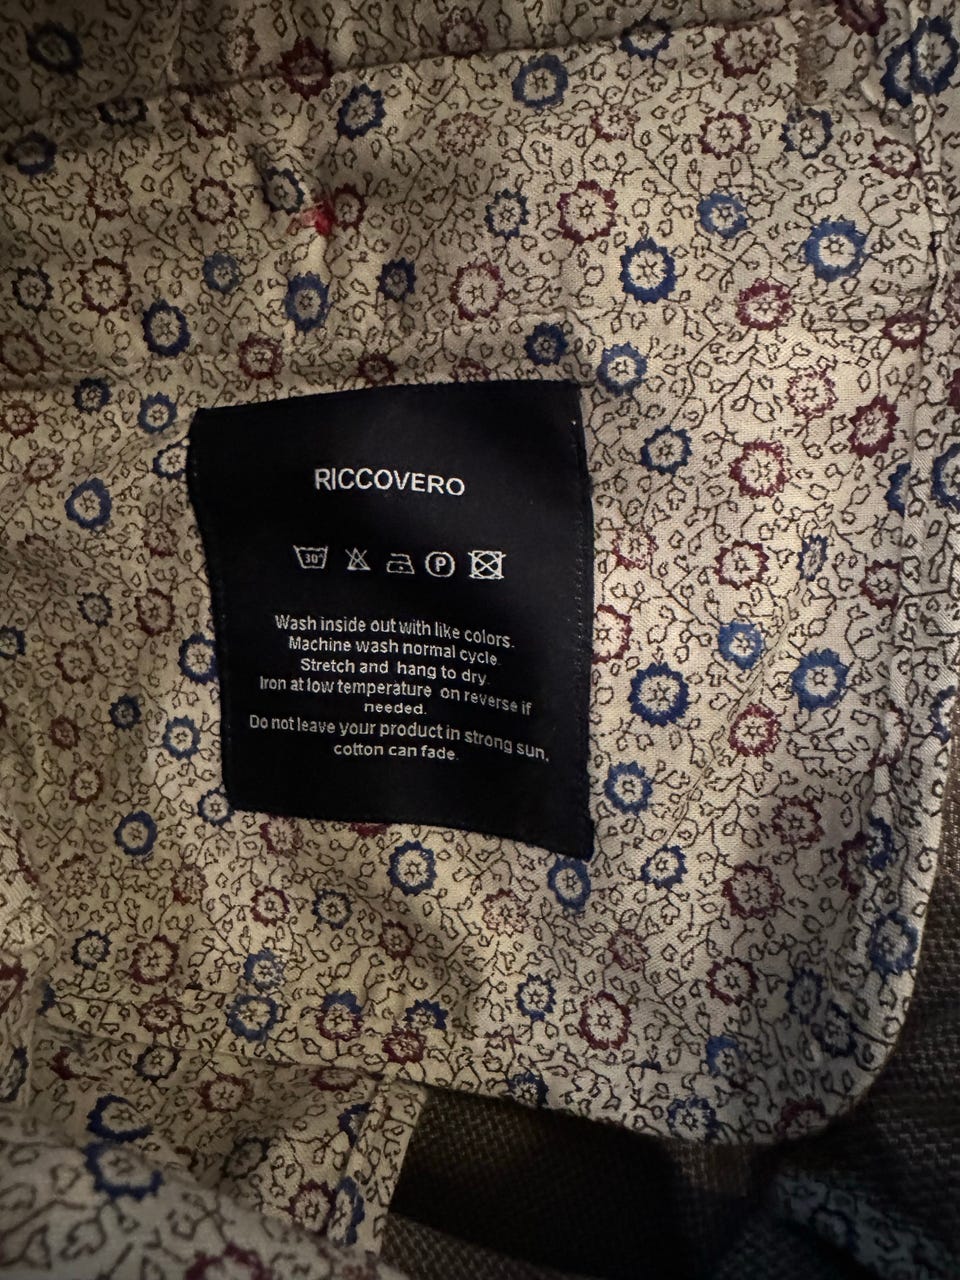 RICCOVERO
30°
P
Wash inside out with like colors.
Machine wash normal cycle.
Stretch and hang to dry.
Iron at low temperature on reverse if
needed.
Do not leave your product in strong sun,
cotton can fade.